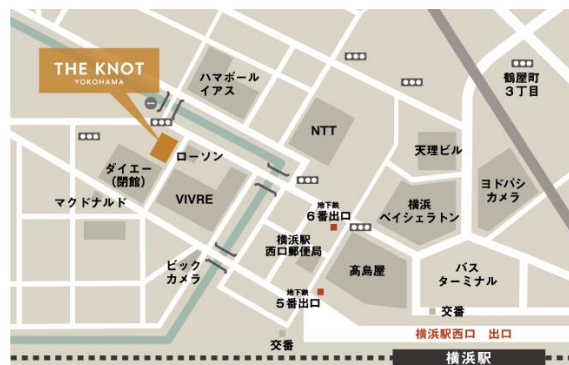 THE KNOT
YOKOHAMA
ハマボール
イアス
鶴屋町
3丁目
NTT
天理ビル
ローソン
ダイエー
(閉館)
VIVRE
マクドナルド
地下鉄
6番出口
横浜
ベイシェラトン
ヨドバシ
カメラ
横浜駅
西口郵便局
髙島屋
ビック
カメラ
バス
ターミナル
地下鉄
5番出口
交番
交番
横浜駅西口 出口
横浜駅